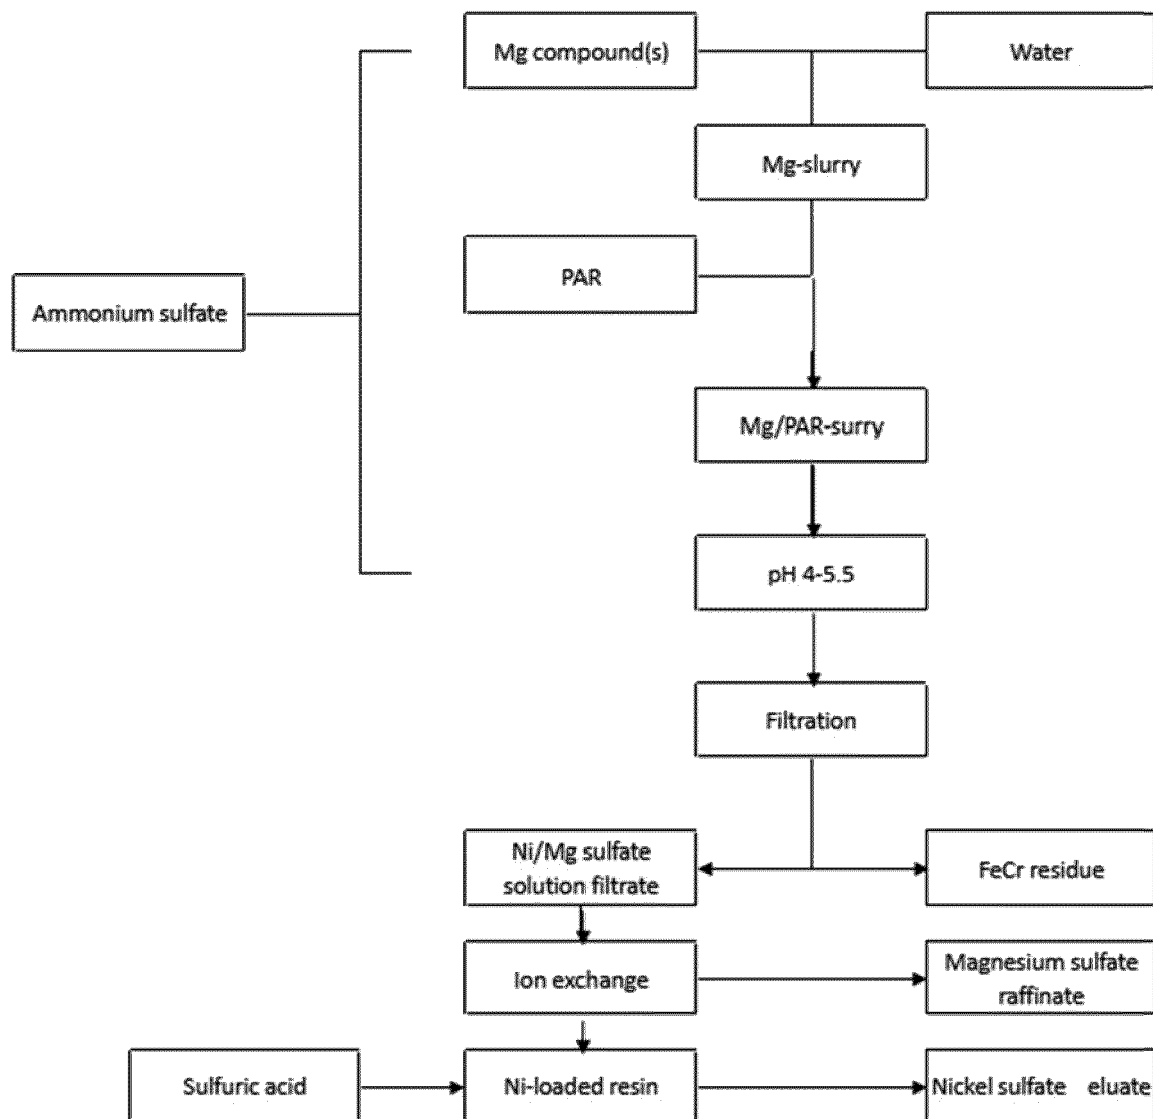 Mg compound(s)
Water
Mg-slurry
PAR
Ammonium sulfate
Mg/PAR-surry
pH 4-5.5
Filtration
Ni/Mg sulfate
solution filtrate
FeCr residue
Ion exchange
Magnesium sulfate
raffinate
Sulfuric acid
Ni-loaded resin
Nickel sulfate eluate